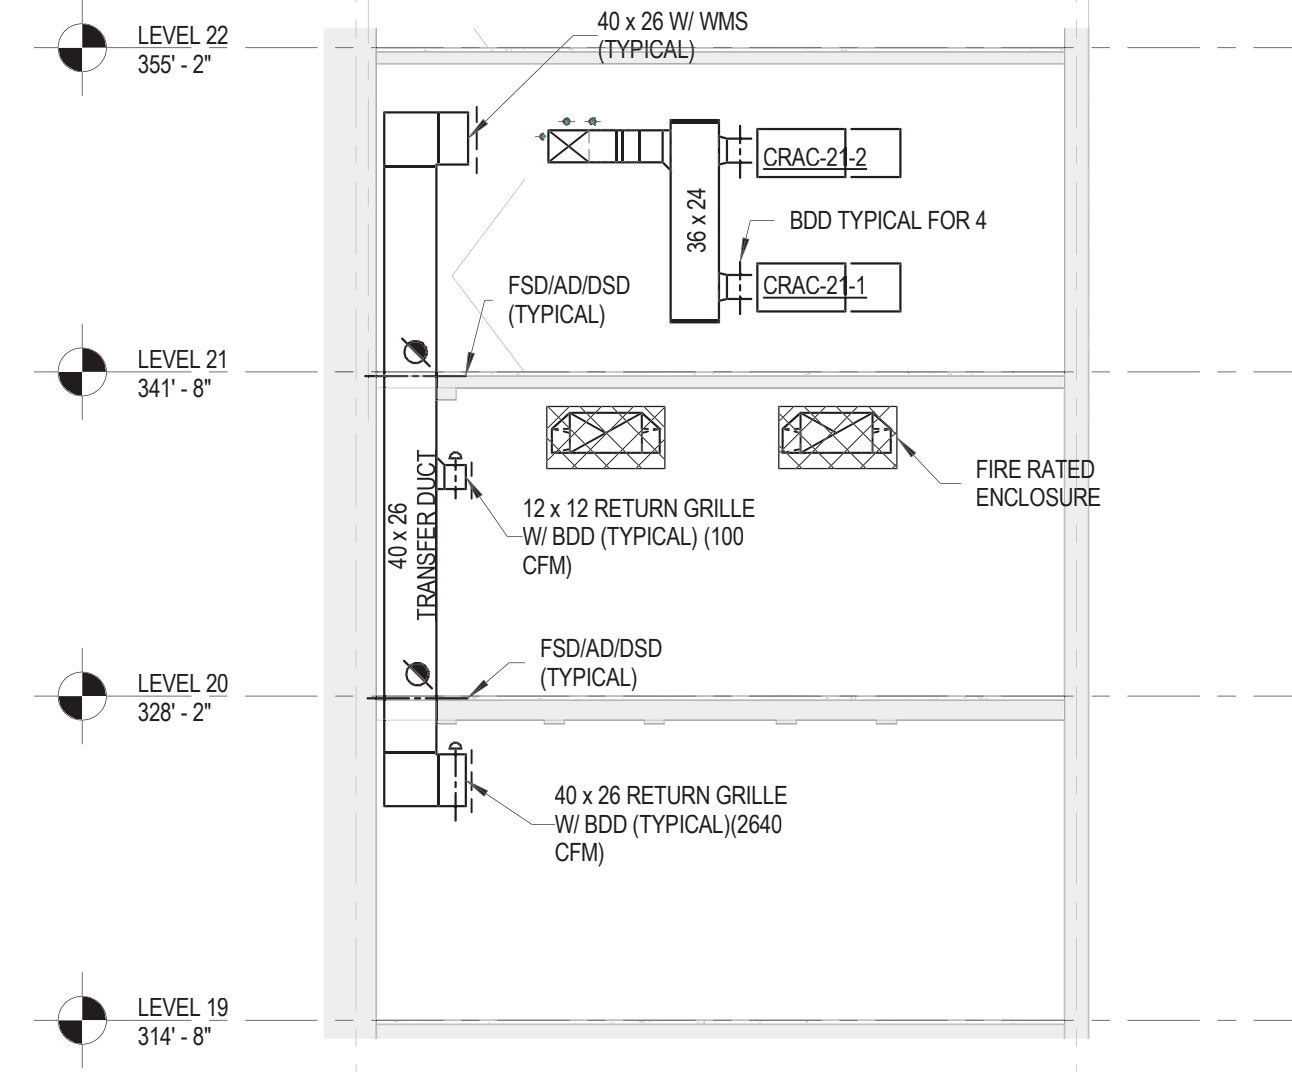 40 x 26 W/ WMS
(TYPICAL)
LEVEL 22
355' - 2"
CRAC-21-2
36 x 24
BDD TYPICAL FOR 4
CRAC-21-1
FSD/AD/DSD
(TYPICAL)
LEVEL 21
341' - 8"
FIRE RATED
ENCLOSURE
40 x 26
TRANSFER DUCT
12 x 12 RETURN GRILLE
W/ BDD (TYPICAL) (100
CFM)
FSD/AD/DSD
(TYPICAL)
LEVEL 20
328' - 2"
40 x 26 RETURN GRILLE
W/ BDD (TYPICAL)(2640
CFM)
LEVEL 19
314' - 8"